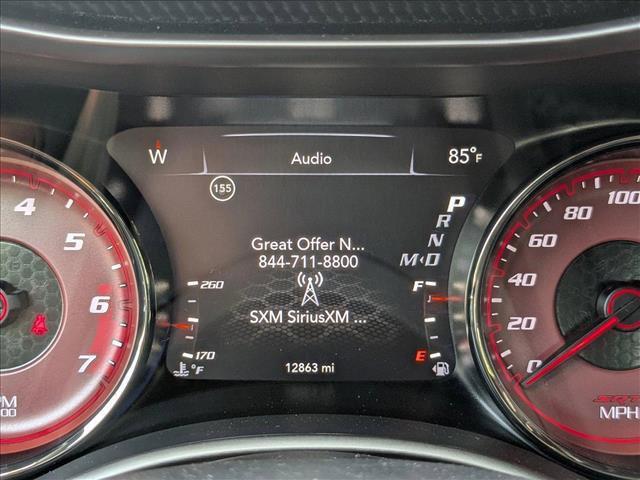 W Audio 85°F
155
P
R
N
M·D
Great Offer N...
844-711-8800
SXM SiriusXM ...
260
170
°F
F
E
12863 mi
4
5
6
7
100
80
60
40
20
0
SRT
MPH